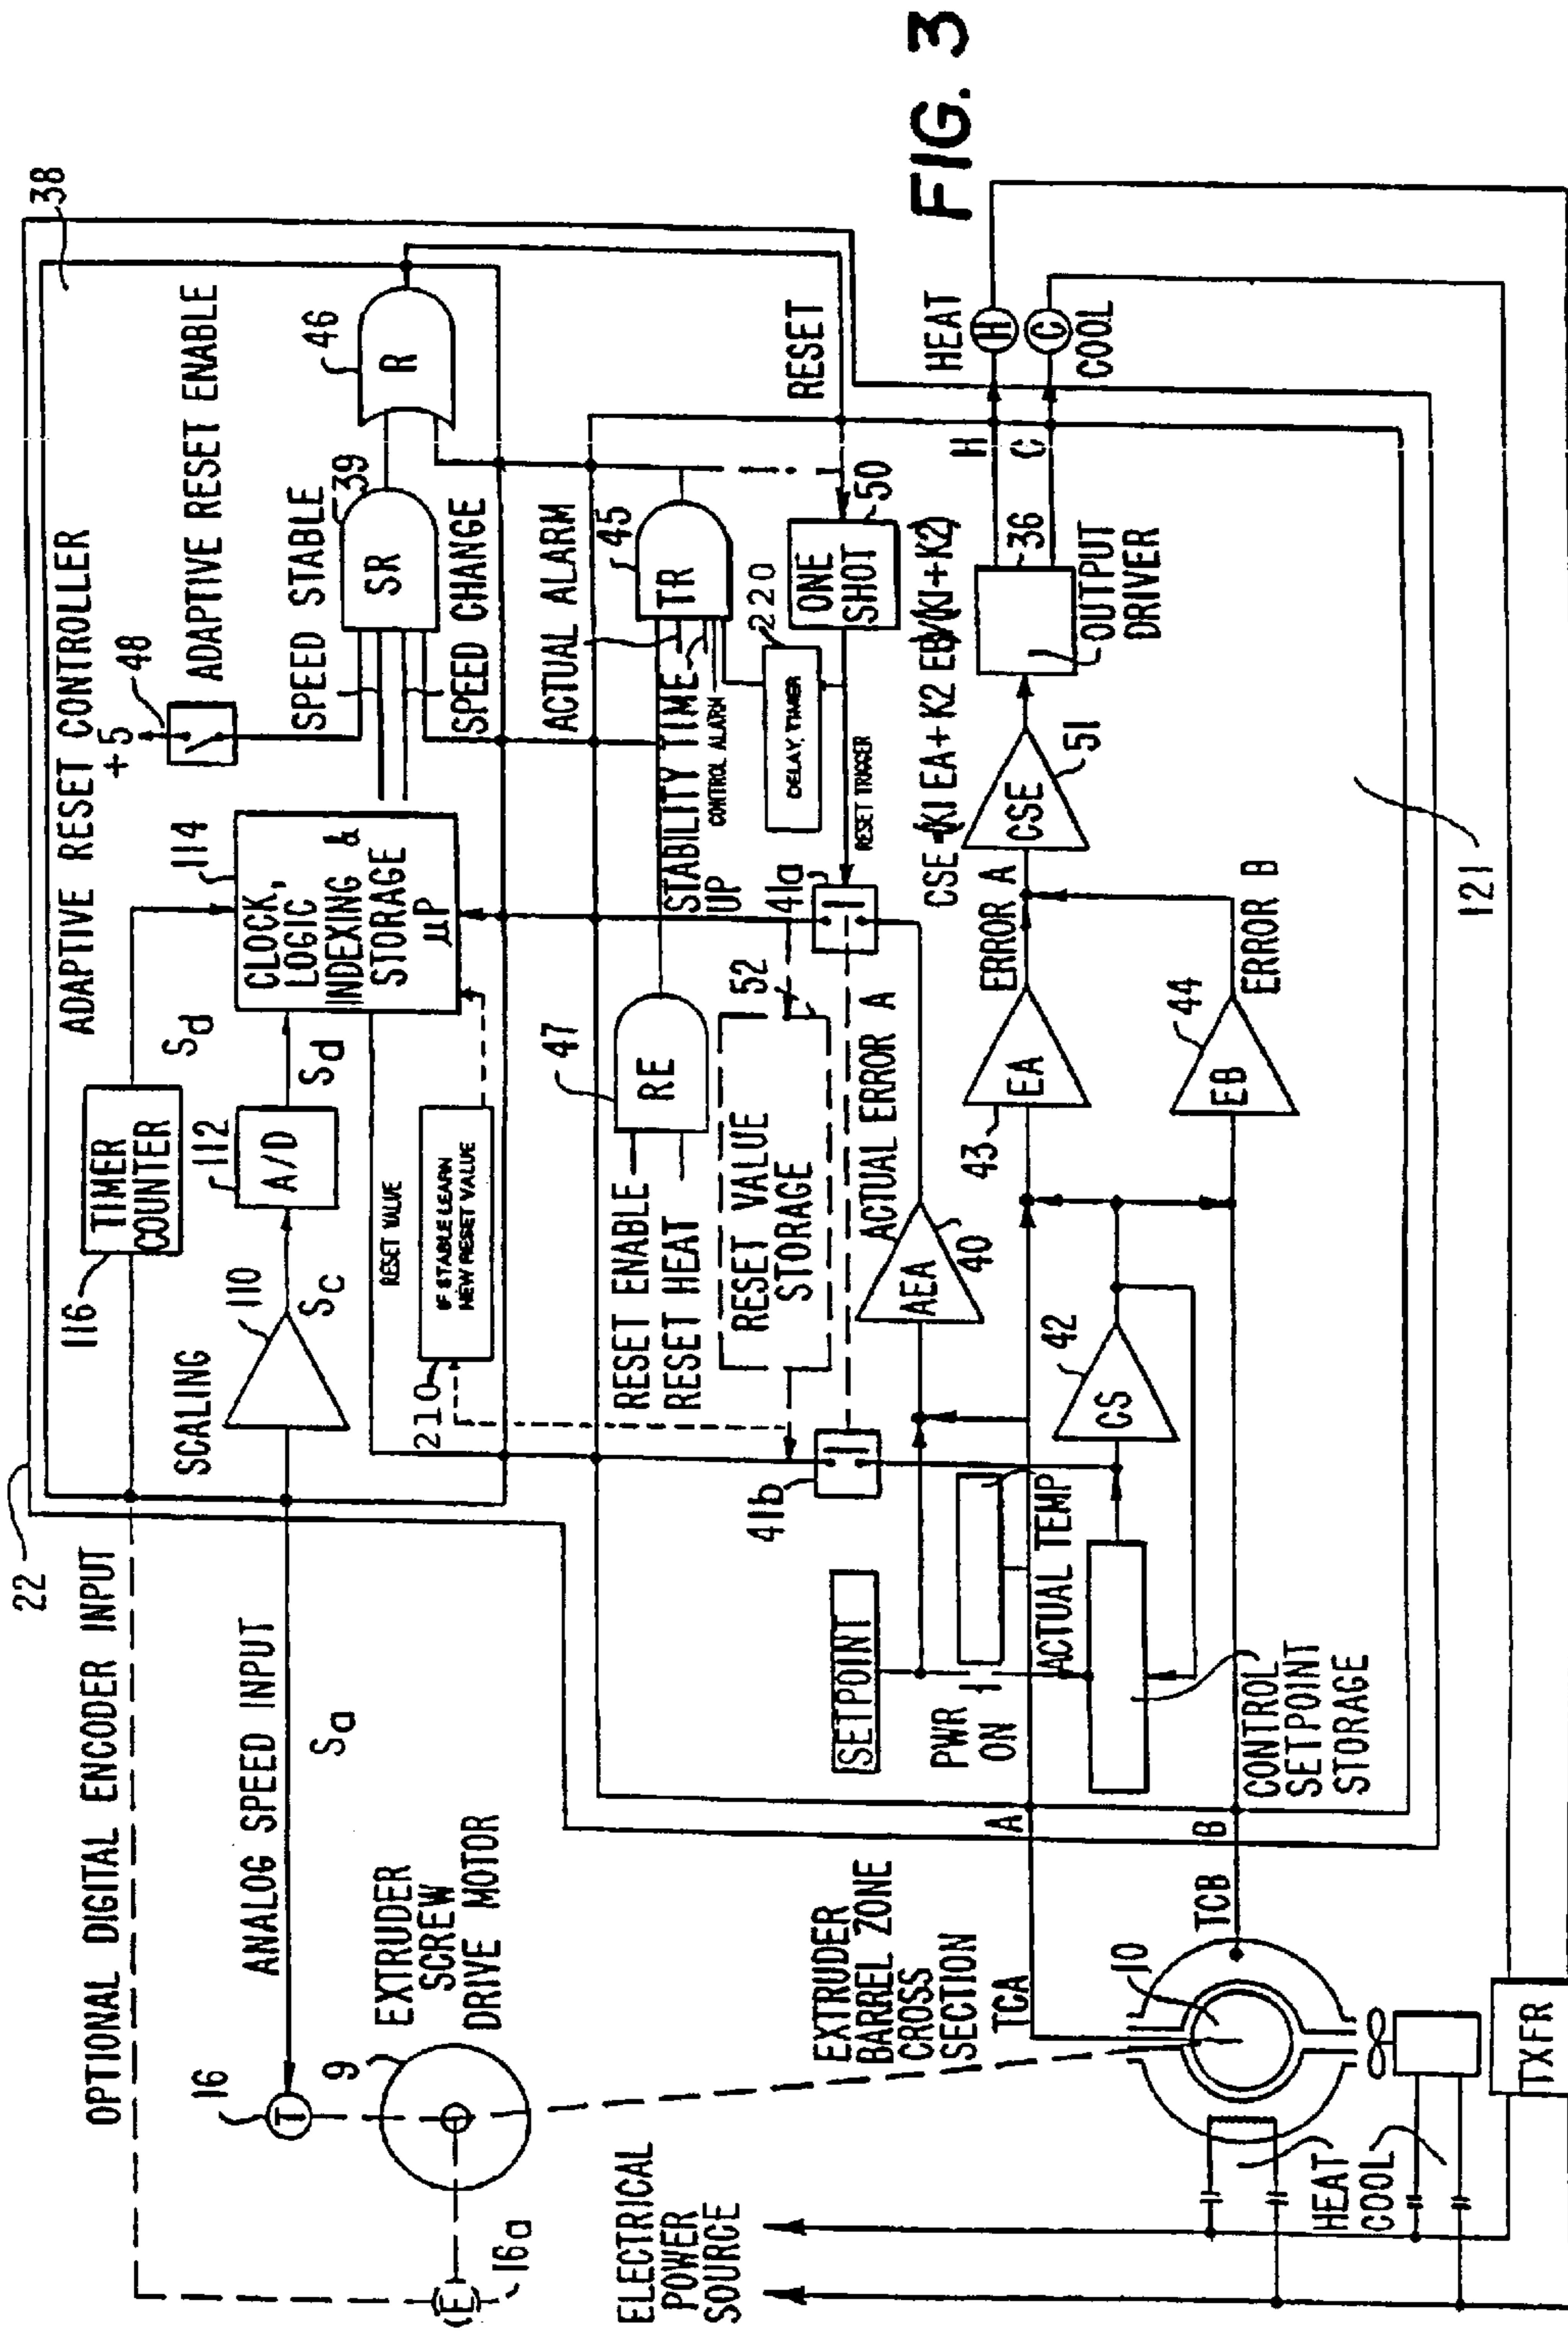 FIG. 3
22
38
ADAPTIVE RESET CONTROLLER
+5
48
ADAPTIVE RESET ENABLE
OPTIONAL DIGITAL ENCODER INPUT
116
TIMER
COUNTER
Sd
114
CLOCK,
LOGIC
INDEXING &
STORAGE
μP
SPEED STABLE
39
SR
SPEED CHANGE
46
R
ANALOG SPEED INPUT
Sa
SCALING
110
Sc
112
A/D
Sd
RESET VALUE
210
IF STABLE LEARN
NEW RESET VALUE
16
T
9
EXTRUDER
SCREW
DRIVE MOTOR
(E)
16a
RESET ENABLE
RESET HEAT
47
RE
ACTUAL ALARM
45
TR
STABILITY TIME
UP
CONTROL ALARM
220
DELAY, TIMER
ONE
SHOT
50
RESET
RESET TRIGGER
RESET VALUE
STORAGE
52
41a
41b
ACTUAL ERROR A
AEA
40
SETPOINT
PWR
ON
ACTUAL TEMP
CONTROL
SETPOINT
STORAGE
CS
42
43
EA
ERROR A
44
EB
ERROR B
CSE-(K1 EA+K2 EB)/(K1+K2)
CSE
51
36
OUTPUT
DRIVER
H
C
HEAT
H
C
COOL
121
A
B
EXTRUDER
BARREL ZONE
CROSS
SECTION
TCA
TCB
10
ELECTRICAL
POWER
SOURCE
HEAT
COOL
TXFR